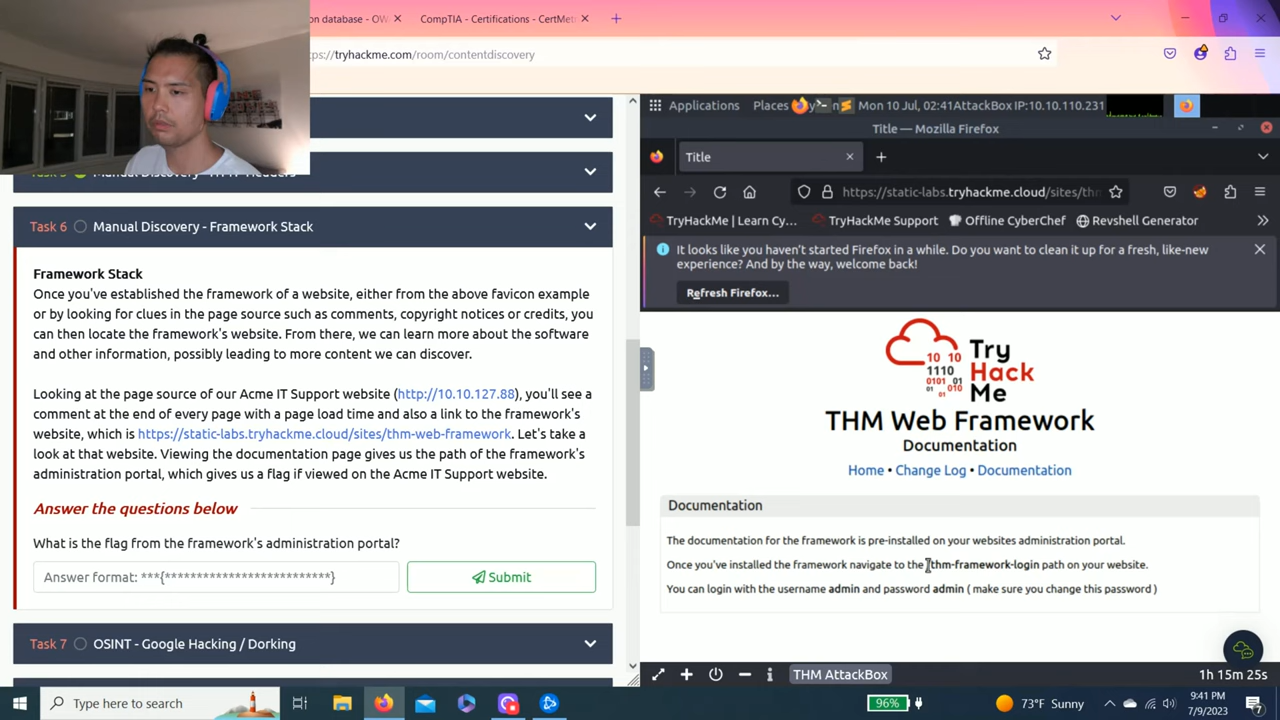 on database - OW
CompTIA - Certifications - CertMet
tps://tryhackme.com/room/contentdiscovery
Applications
Places
Mon 10 Jul, 02:41
AttackBox IP:10.10.110.231
Title — Mozilla Firefox
Title
https://static-labs.tryhackme.cloud/sites/thm
TryHackMe | Learn Cy...
TryHackMe Support
Offline CyberChef
Revshell Generator
It looks like you haven't started Firefox in a while. Do you want to clean it up for a fresh, like-new
experience? And by the way, welcome back!
Refresh Firefox...
Task 6
Manual Discovery - Framework Stack
Framework Stack
Once you've established the framework of a website, either from the above favicon example
or by looking for clues in the page source such as comments, copyright notices or credits, you
can then locate the framework's website. From there, we can learn more about the software
and other information, possibly leading to more content we can discover.
Looking at the page source of our Acme IT Support website (http://10.10.127.88), you'll see a
comment at the end of every page with a page load time and also a link to the framework's
website, which is https://static-labs.tryhackme.cloud/sites/thm-web-framework. Let's take a
look at that website. Viewing the documentation page gives us the path of the framework's
administration portal, which gives us a flag if viewed on the Acme IT Support website.
Answer the questions below
What is the flag from the framework's administration portal?
Answer format: ***{**************************}
Submit
Task 7
OSINT - Google Hacking / Dorking
10 10
1110
0101 01
01 010
Try
Hack
Me
THM Web Framework
Documentation
Home • Change Log • Documentation
Documentation
The documentation for the framework is pre-installed on your websites administration portal.
Once you've installed the framework navigate to the /thm-framework-login path on your website.
You can login with the username admin and password admin ( make sure you change this password )
THM AttackBox
1h 15m 25s
Type here to search
96%
73°F Sunny
9:41 PM
7/9/2023
7